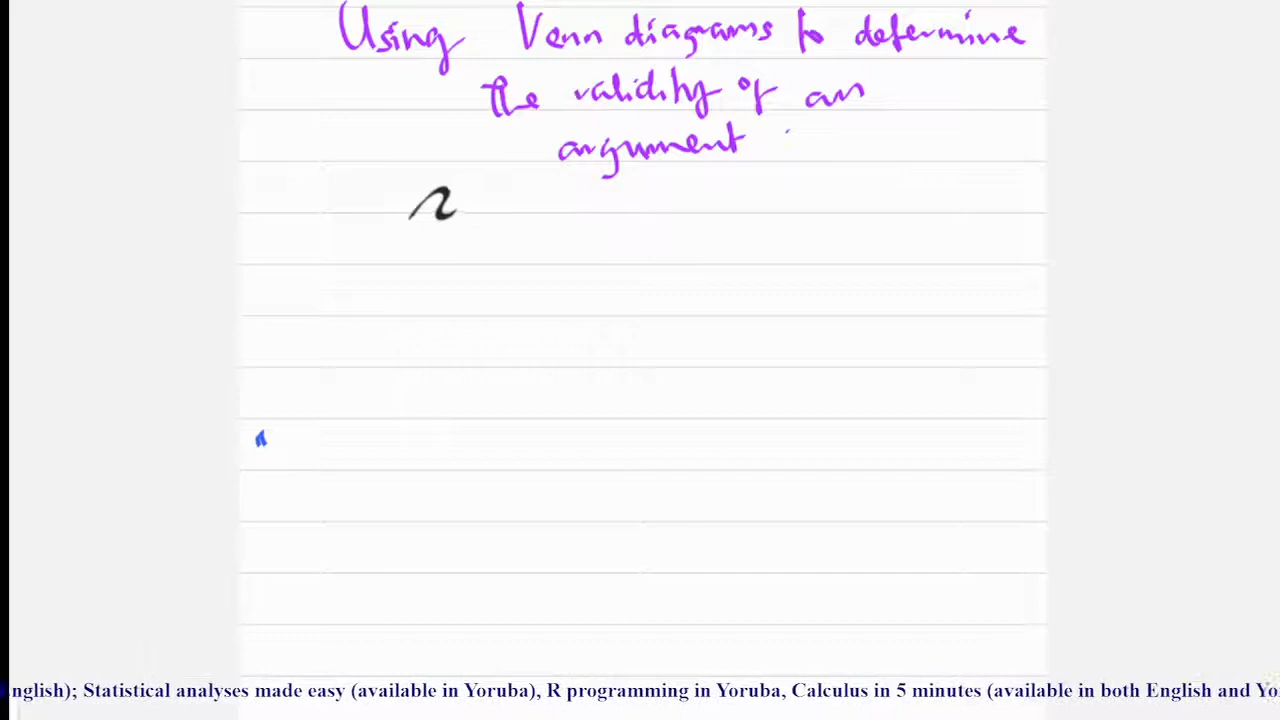 Using Venn diagrams to determine
the validity of an
argument
nglish); Statistical analyses made easy (available in Yoruba), R programming in Yoruba, Calculus in 5 minutes (available in both English and Yo